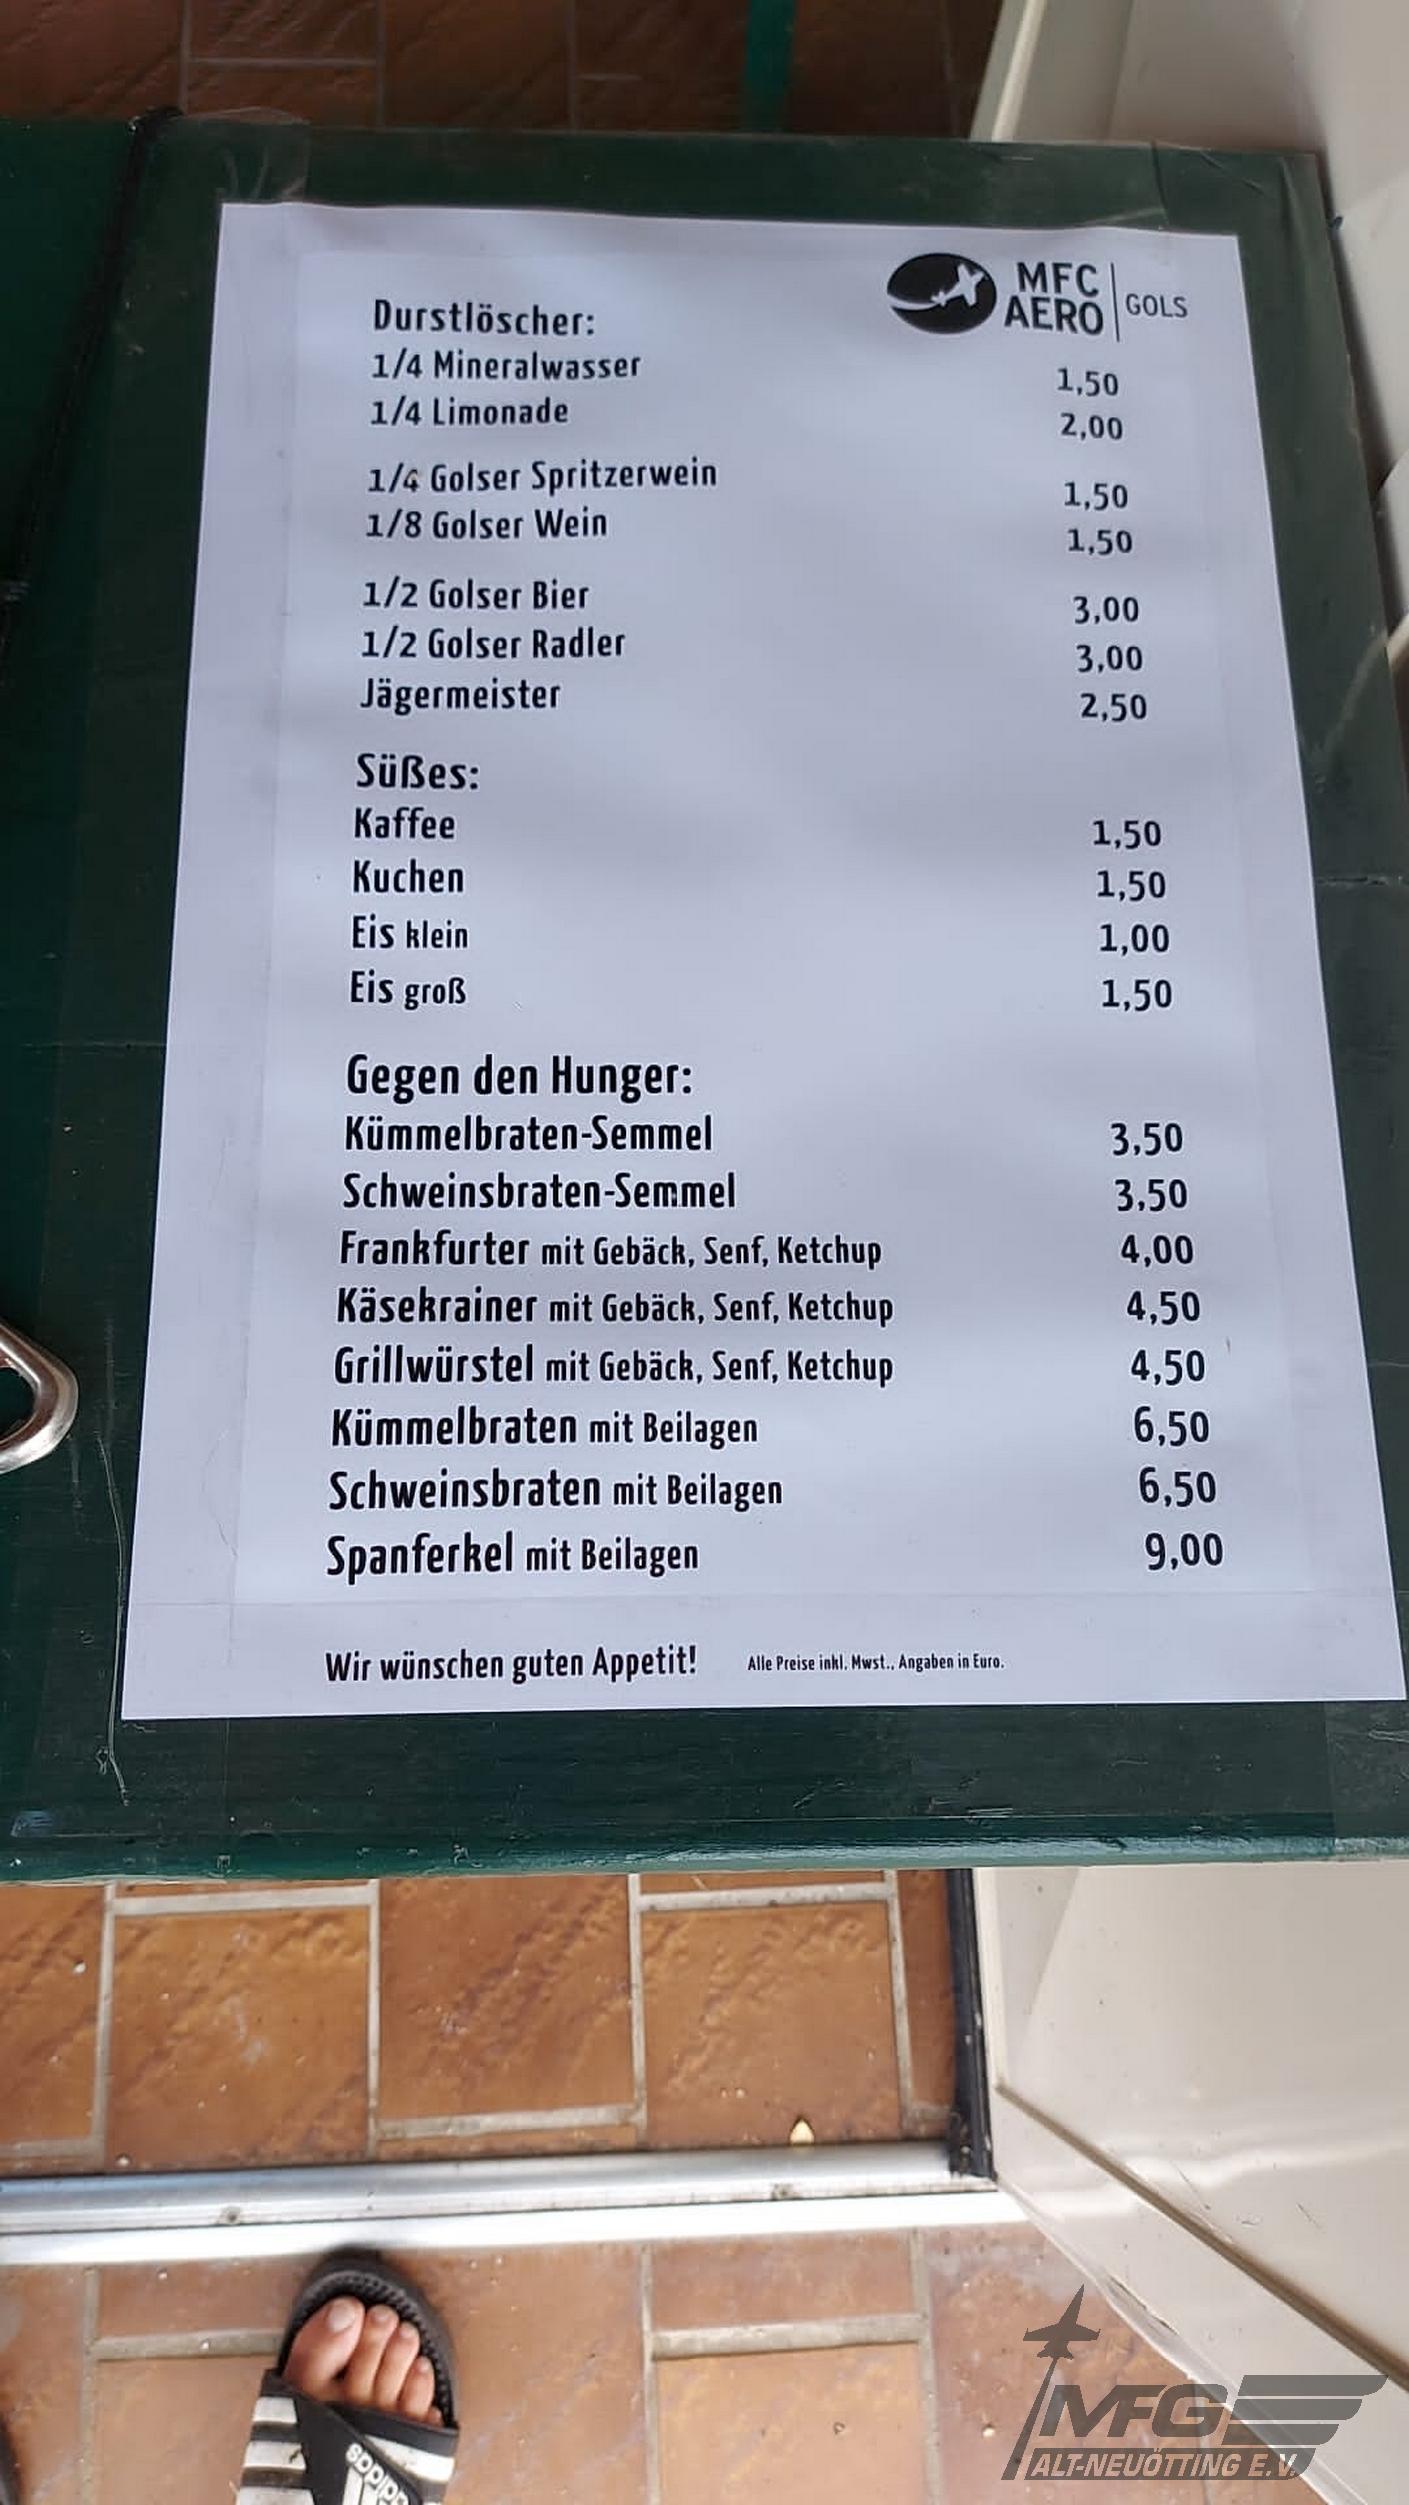 MFC
AERO
GOLS
Durstlöscher:
1/4 Mineralwasser 1,50
1/4 Limonade 2,00
1/4 Golser Spritzerwein 1,50
1/8 Golser Wein 1,50
1/2 Golser Bier 3,00
1/2 Golser Radler 3,00
Jägermeister 2,50
Süßes:
Kaffee 1,50
Kuchen 1,50
Eis klein 1,00
Eis groß 1,50
Gegen den Hunger:
Kümmelbraten-Semmel 3,50
Schweinsbraten-Semmel 3,50
Frankfurter mit Gebäck, Senf, Ketchup 4,00
Käsekrainer mit Gebäck, Senf, Ketchup 4,50
Grillwürstel mit Gebäck, Senf, Ketchup 4,50
Kümmelbraten mit Beilagen 6,50
Schweinsbraten mit Beilagen 6,50
Spanferkel mit Beilagen 9,00
Wir wünschen guten Appetit! Alle Preise inkl. Mwst., Angaben in Euro.
adidas
MFG
ALT-NEUÖTTING E.V.